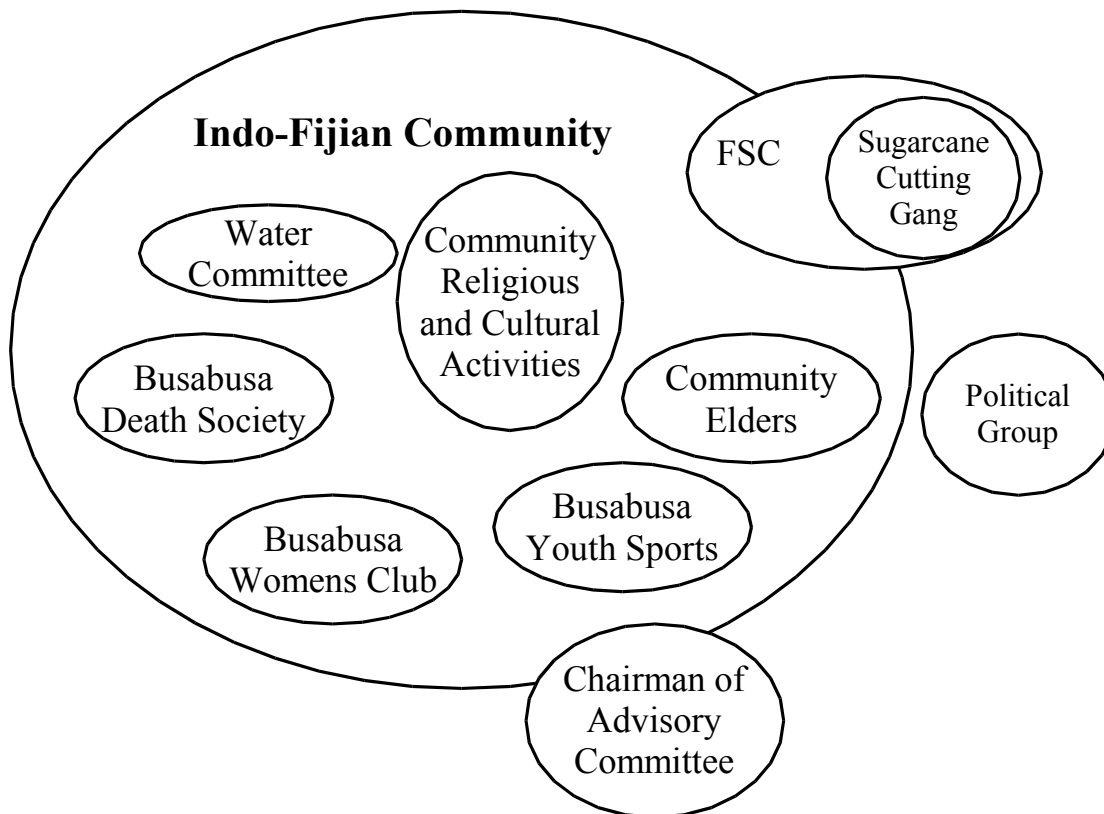 Indo-Fijian Community
FSC
Sugarcane
Cutting
Gang
Water
Committee
Community
Religious
and Cultural
Activities
Busabusa
Death Society
Community
Elders
Political
Group
Busabusa
Womens Club
Busabusa
Youth Sports
Chairman of
Advisory
Committee